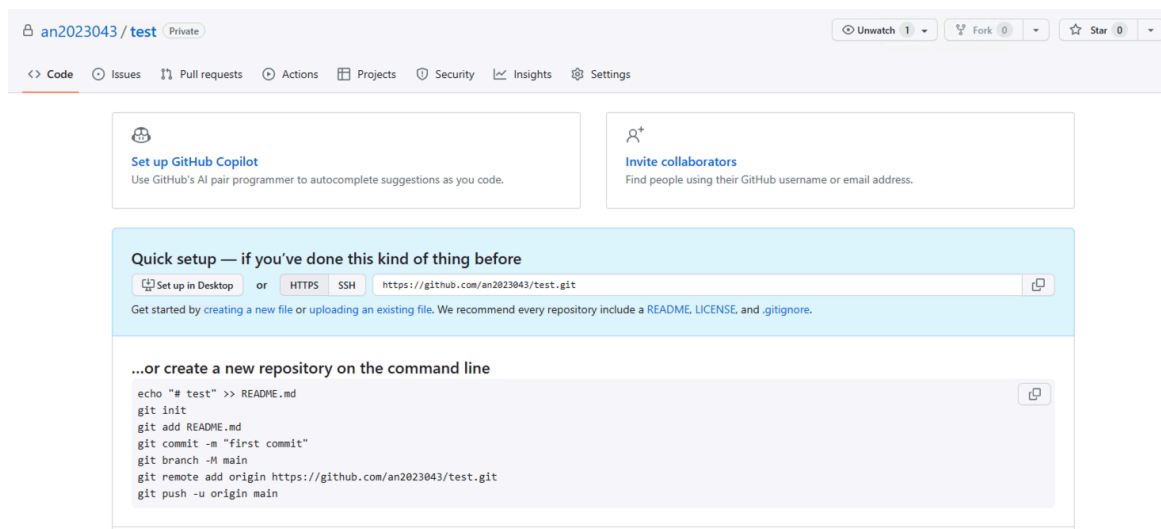 an2023043 / test Private
Unwatch 1
Fork 0
Star 0
<> Code
Issues
Pull requests
Actions
Projects
Security
Insights
Settings
Set up GitHub Copilot
Use GitHub's AI pair programmer to autocomplete suggestions as you code.
Invite collaborators
Find people using their GitHub username or email address.
Quick setup — if you've done this kind of thing before
Set up in Desktop or HTTPS SSH https://github.com/an2023043/test.git
Get started by creating a new file or uploading an existing file. We recommend every repository include a README, LICENSE, and .gitignore.
...or create a new repository on the command line
echo "# test" >> README.md
git init
git add README.md
git commit -m "first commit"
git branch -M main
git remote add origin https://github.com/an2023043/test.git
git push -u origin main